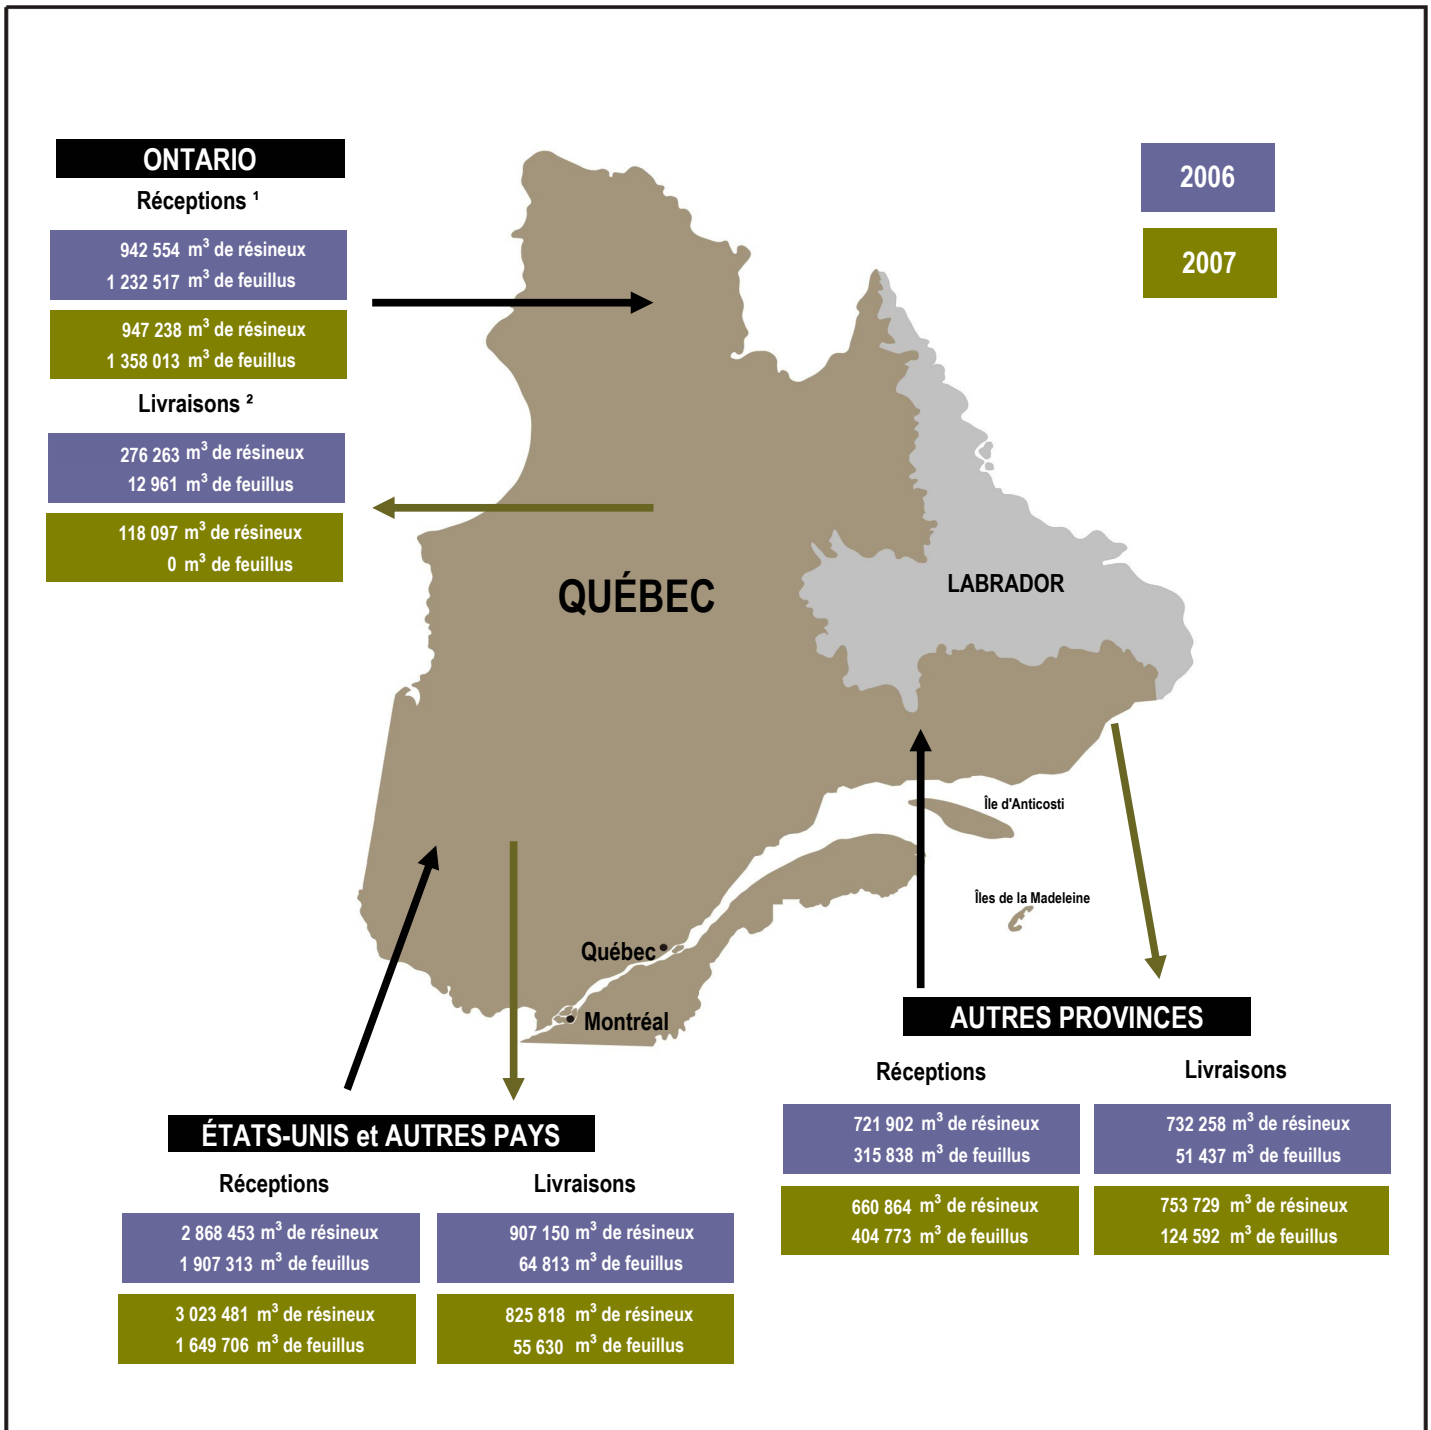 ONTARIO
Réceptions ¹
942 554 m³ de résineux
1 232 517 m³ de feuillus
947 238 m³ de résineux
1 358 013 m³ de feuillus
Livraisons ²
276 263 m³ de résineux
12 961 m³ de feuillus
118 097 m³ de résineux
0 m³ de feuillus
2006
2007
QUÉBEC
LABRADOR
Île d'Anticosti
Îles de la Madeleine
Québec
Montréal
AUTRES PROVINCES
Réceptions
721 902 m³ de résineux
315 838 m³ de feuillus
660 864 m³ de résineux
404 773 m³ de feuillus
Livraisons
732 258 m³ de résineux
51 437 m³ de feuillus
753 729 m³ de résineux
124 592 m³ de feuillus
ÉTATS-UNIS et AUTRES PAYS
Réceptions
2 868 453 m³ de résineux
1 907 313 m³ de feuillus
3 023 481 m³ de résineux
1 649 706 m³ de feuillus
Livraisons
907 150 m³ de résineux
64 813 m³ de feuillus
825 818 m³ de résineux
55 630 m³ de feuillus